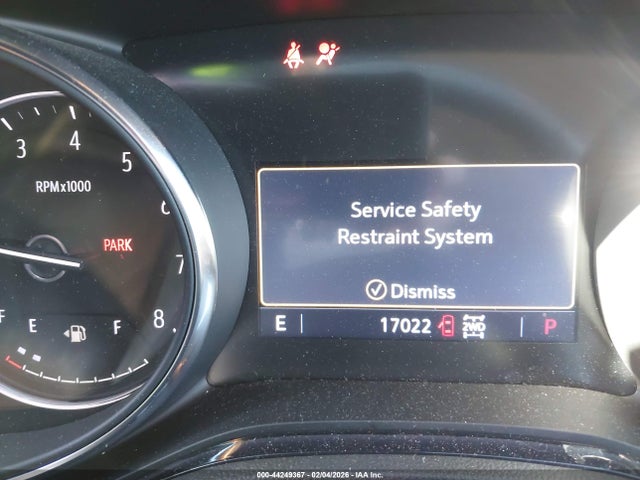 3
4
5
6
7
8
RPMx1000
PARK
F
E
F
Service Safety
Restraint System
Dismiss
E
17022
2WD
P
000-44249367 - 02/04/2026 - IAA Inc.